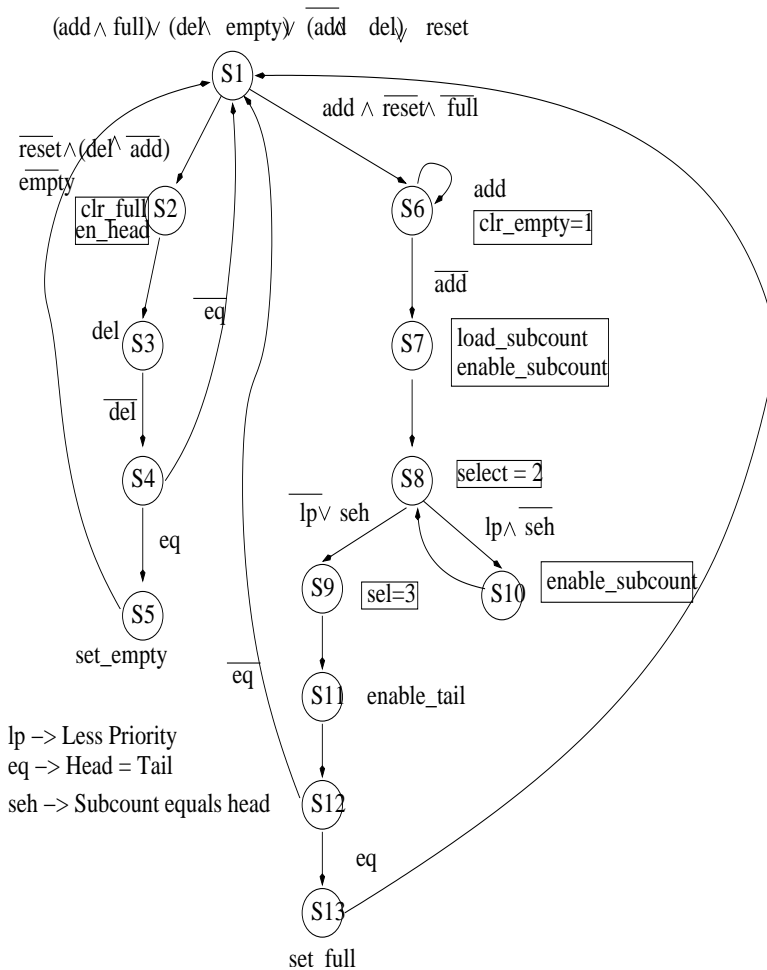 (add ∧ full)∨ (del∧ empty)∨ (add∧ del)∨ reset
S1
add ∧ reset∧ full
reset∧(del∧ add)
empty
S2
clr_full
en_head
S6
add
clr_empty=1
eq
add
del
S3
S7
load_subcount
enable_subcount
del
S4
S8
select = 2
lp∨ seh
lp∧ seh
eq
S9
sel=3
S10
enable_subcount
S5
set_empty
eq
S11
enable_tail
lp −> Less Priority
eq −> Head = Tail
seh −> Subcount equals head
S12
eq
S13
set_full